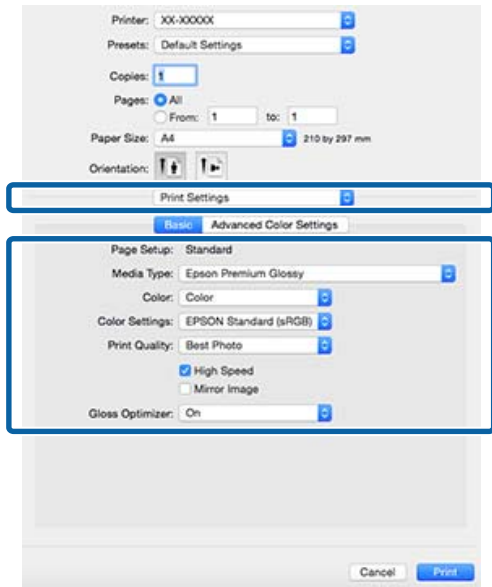 Printer: XX-XXXXX
Presets: Default Settings
Copies: 1
Pages: All
From: 1 to: 1
Paper Size: A4 210 by 297 mm
Orientation:
Print Settings
Basic Advanced Color Settings
Page Setup: Standard
Media Type: Epson Premium Glossy
Color: Color
Color Settings: EPSON Standard (sRGB)
Print Quality: Best Photo
High Speed
Mirror Image
Gloss Optimizer: On
Cancel Print